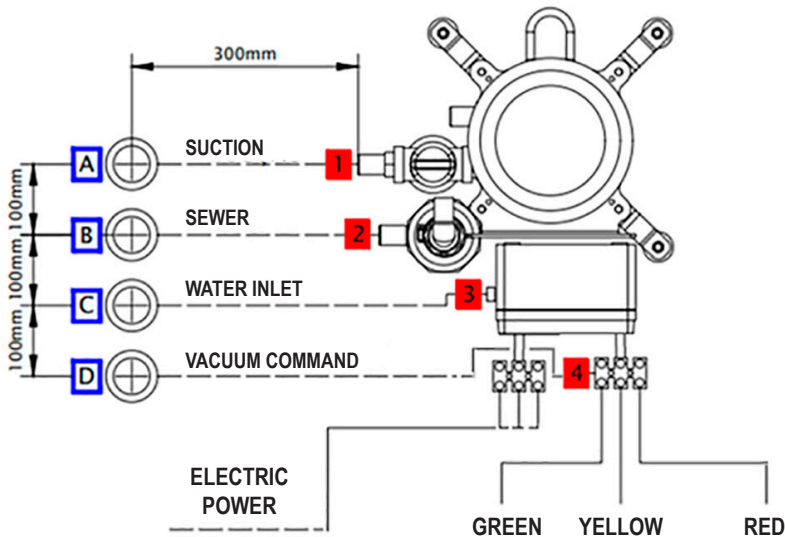 300mm
A SUCTION 1
100mm
B SEWER 2
100mm
C WATER INLET 3
100mm
D VACUUM COMMAND 4
ELECTRIC
POWER
GREEN YELLOW RED